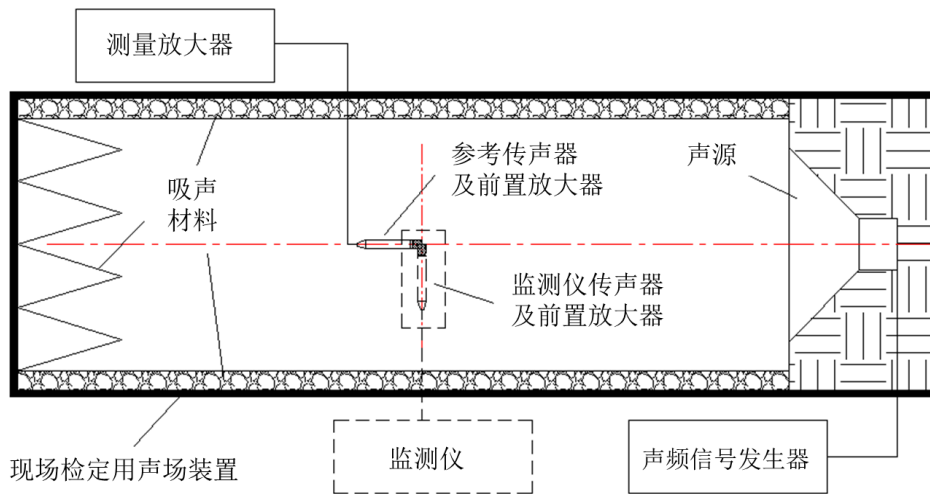 测量放大器
参考传声器
及前置放大器
声源
吸声
材料
监测仪传声器
及前置放大器
现场检定用声场装置
监测仪
声频信号发生器